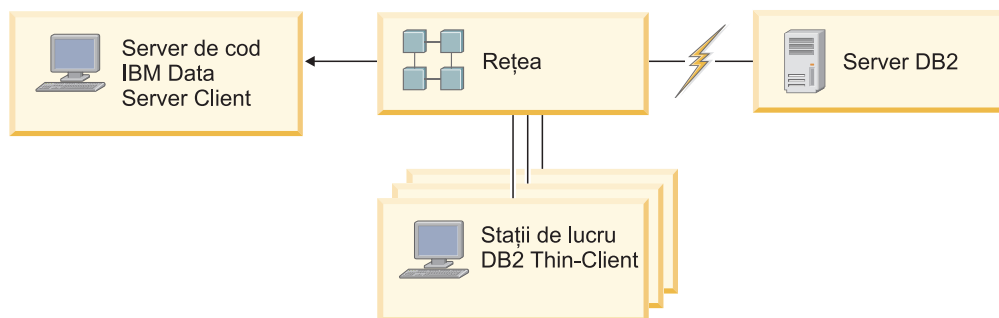 Server de cod
IBM Data
Server Client
Rețea
Server DB2
Stații de lucru
DB2 Thin-Client